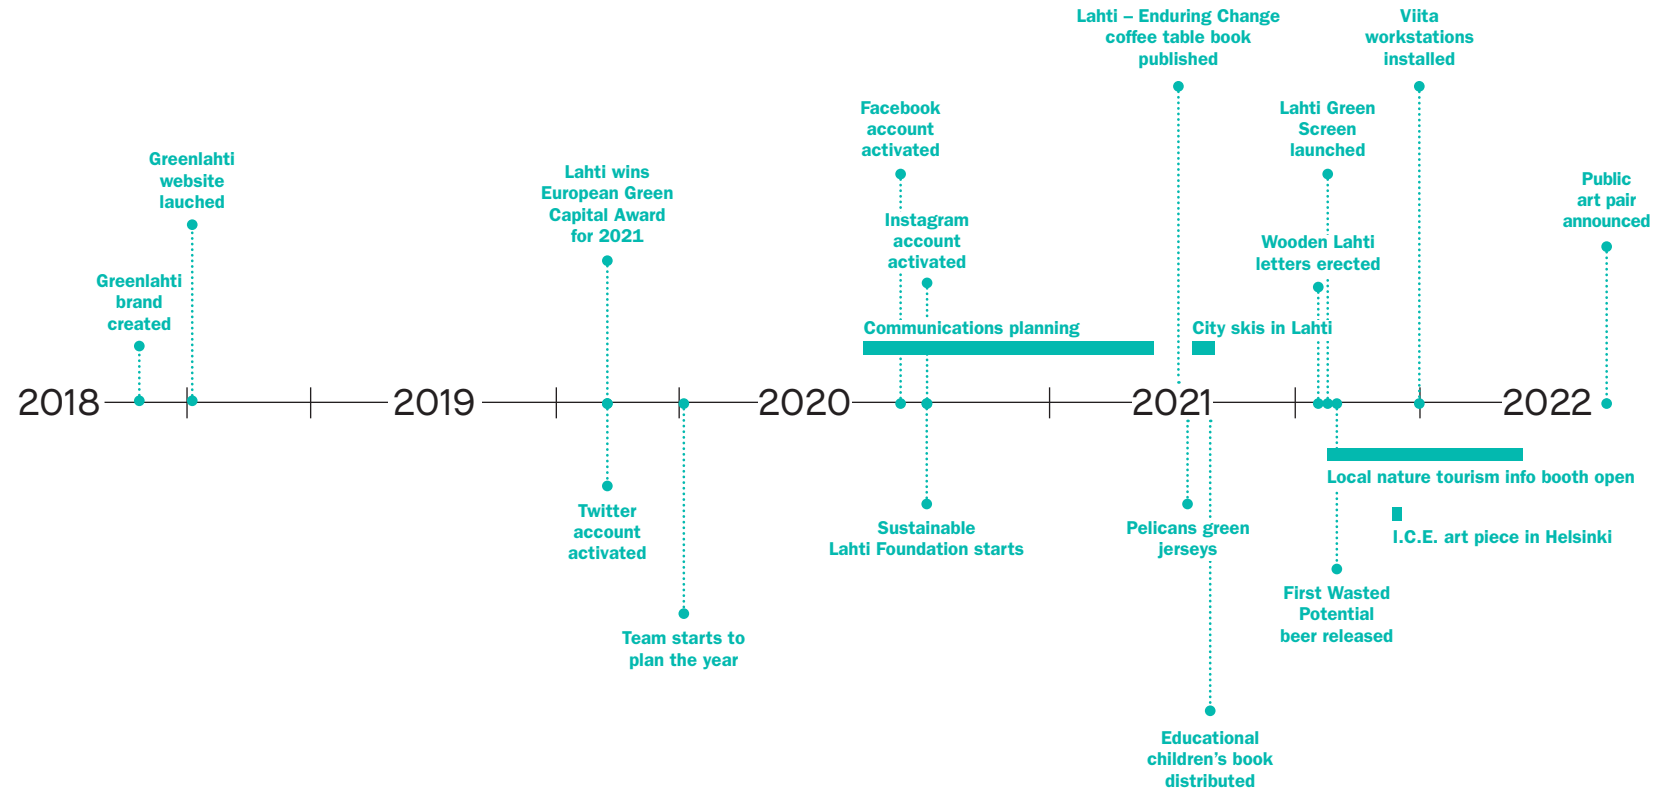 Lahti – Enduring Change
coffee table book
published
Viita
workstations
installed
Facebook
account
activated
Lahti Green
Screen
launched
Greenlahti
website
lauched
Lahti wins
European Green
Capital Award
for 2021
Public
art pair
announced
Instagram
account
activated
Wooden Lahti
letters erected
Greenlahti
brand
created
Communications planning
City skis in Lahti
2018
2019
2020
2021
2022
Local nature tourism info booth open
Twitter
account
activated
Sustainable
Lahti Foundation starts
Pelicans green
jerseys
I.C.E. art piece in Helsinki
First Wasted
Potential
beer released
Team starts to
plan the year
Educational
children’s book
distributed